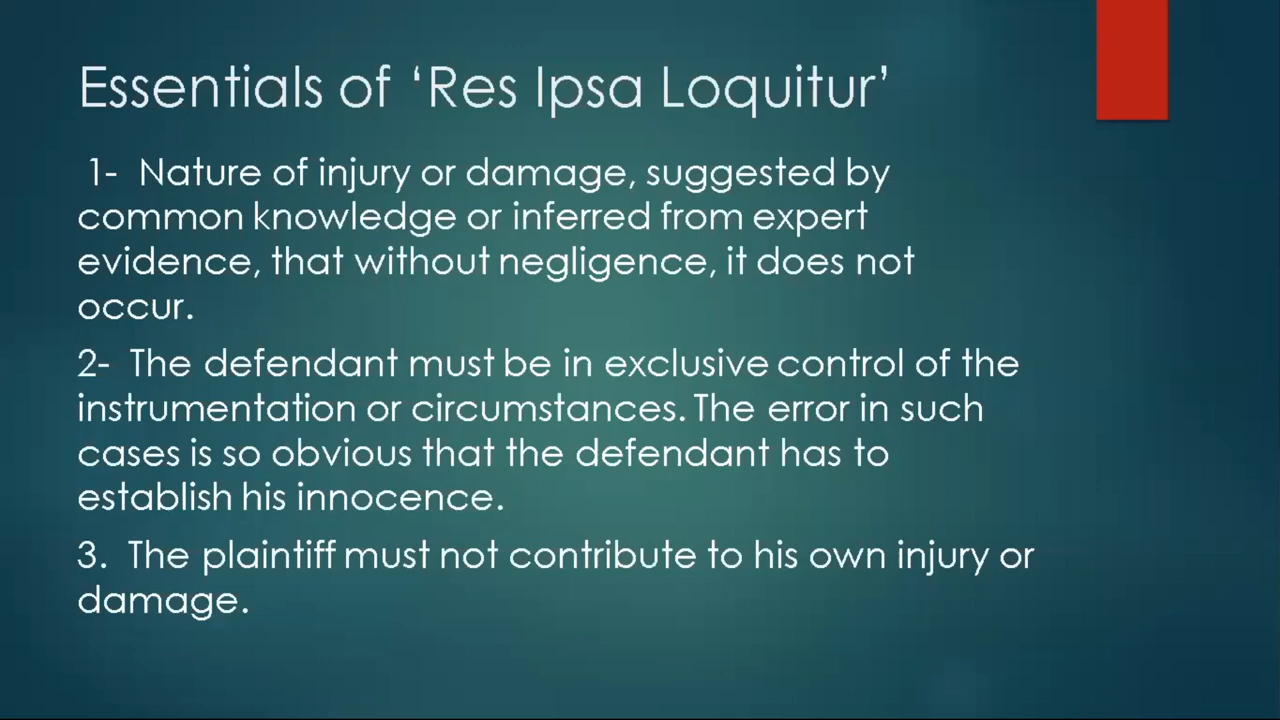 Essentials of ‘Res Ipsa Loquitur’
1- Nature of injury or damage, suggested by
common knowledge or inferred from expert
evidence, that without negligence, it does not
occur.
2- The defendant must be in exclusive control of the
instrumentation or circumstances. The error in such
cases is so obvious that the defendant has to
establish his innocence.
3. The plaintiff must not contribute to his own injury or
damage.